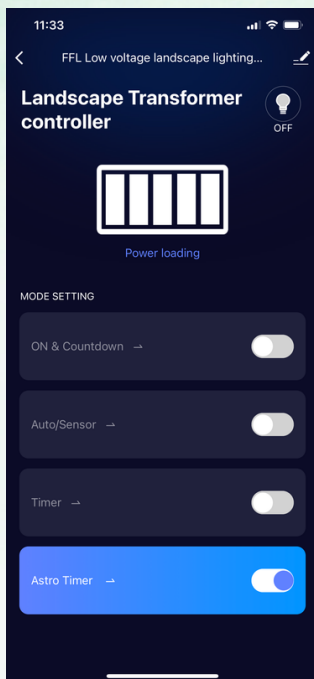 11:33
FFL Low voltage landscape lighting...
Landscape Transformer
controller
OFF
Power loading
MODE SETTING
ON & Countdown →
Auto/Sensor →
Timer →
Astro Timer →